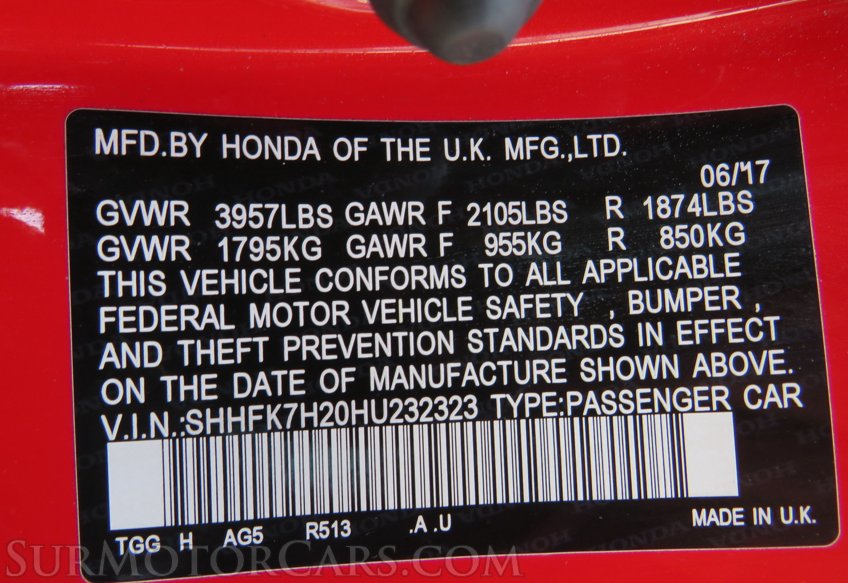 MFD.BY HONDA OF THE U.K. MFG.,LTD.
06/'17
GVWR 3957LBS GAWR F 2105LBS R 1874LBS
GVWR 1795KG GAWR F 955KG R 850KG
THIS VEHICLE CONFORMS TO ALL APPLICABLE
FEDERAL MOTOR VEHICLE SAFETY , BUMPER ,
AND THEFT PREVENTION STANDARDS IN EFFECT
ON THE DATE OF MANUFACTURE SHOWN ABOVE.
V.I.N.:SHHFK7H20HU232323 TYPE:PASSENGER CAR
TGG H AG5 R513 .A .U MADE IN U.K.
SURMOTORCARS.COM